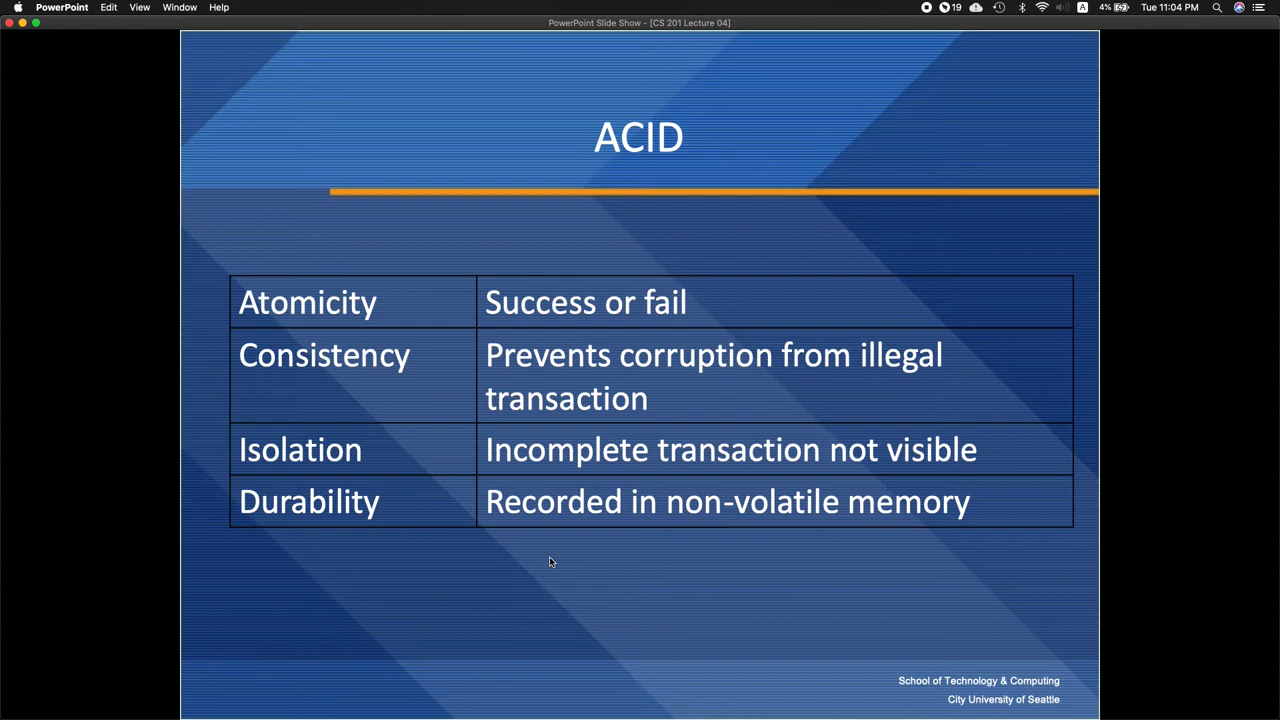 PowerPoint Edit View Window Help 19 A 4% Tue 11:04 PM
PowerPoint Slide Show - [CS 201 Lecture 04]
ACID
Atomicity Success or fail
Consistency Prevents corruption from illegal
transaction
Isolation Incomplete transaction not visible
Durability Recorded in non-volatile memory
School of Technology & Computing
City University of Seattle